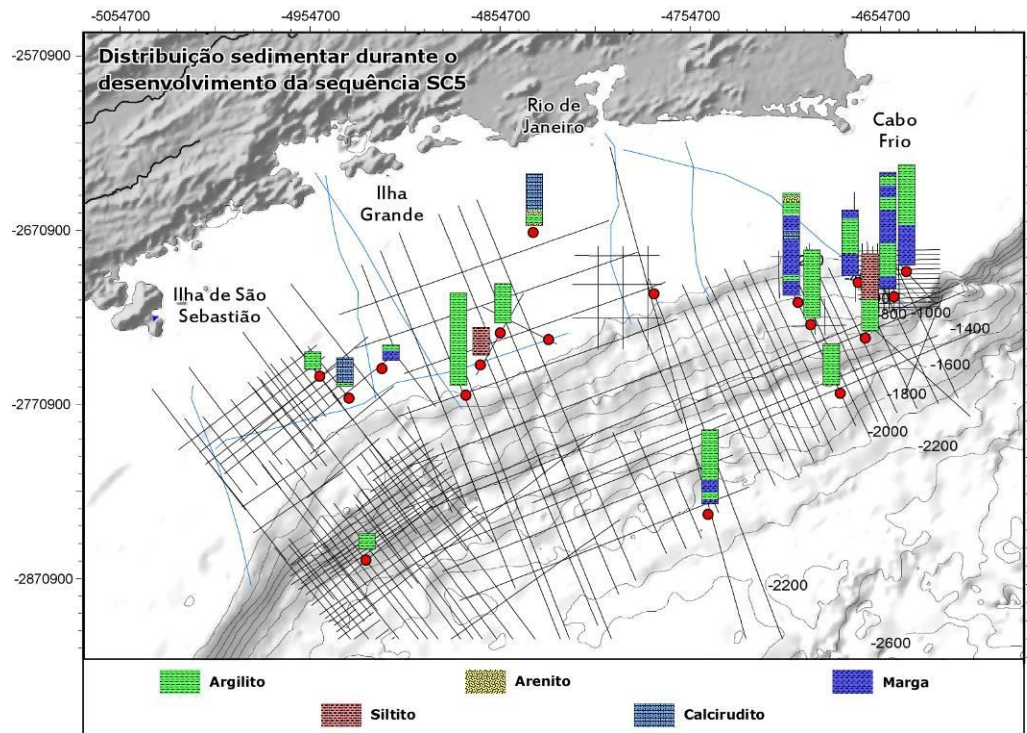 -5054700 -4954700 -4854700 -4754700 -4654700
-2570900
Distribuição sedimentar durante o
desenvolvimento da sequência SC5
Rio de
Janeiro
Cabo
Frio
Ilha
Grande
-2670900
Ilha de São
Sebastião
-1000
-1400
-1600
-1800
-2770900
-2000
-2200
-2870900
-2200
-2600
Argilito Arenito Marga
Siltito Calcirudito